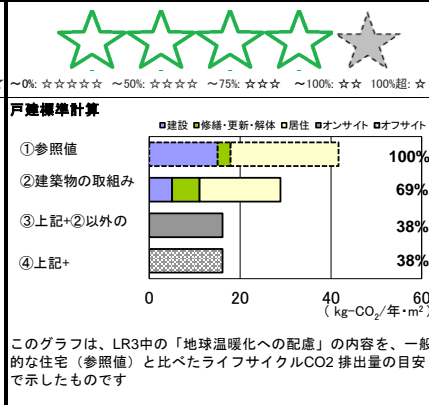 ～0%: ☆☆☆☆☆ ～50%: ☆☆☆☆ ～75%: ☆☆☆ ～100%: ☆☆ 100%超: ☆
戸建標準計算
■建設 ■修繕・更新・解体 □居住 ■オンサイト ■オフサイト
①参照値 100%
②建築物の取組み 69%
③上記+②以外の 38%
④上記+ 38%
0 20 40 60
( kg-CO₂/年・m²)
このグラフは、LR3中の「地球温暖化への配慮」の内容を、一般
的な住宅（参照値）と比べたライフサイクルCO2 排出量の目安
で示したものです